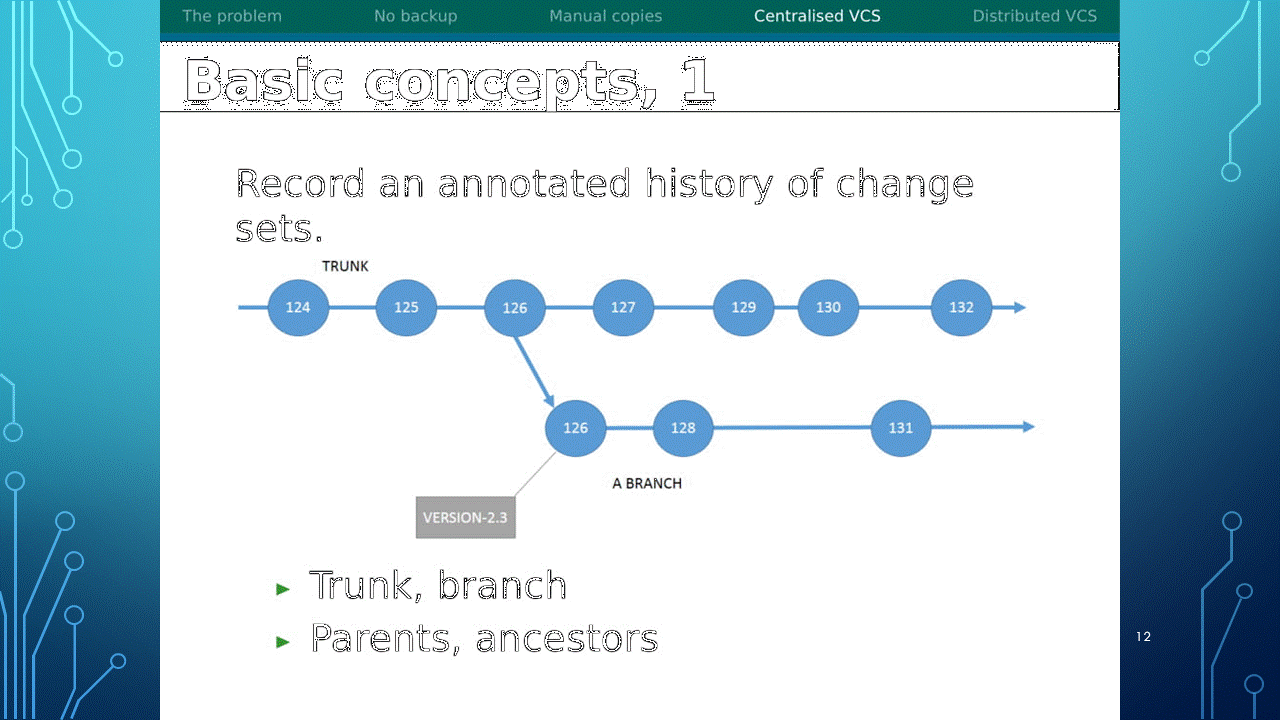 The problem No backup Manual copies Centralised VCS Distributed VCS
Basic concepts, 1
Record an annotated history of change
sets.
TRUNK
124 125 126 127 129 130 132
126 128 131
A BRANCH
VERSION-2.3
Trunk, branch
Parents, ancestors
12